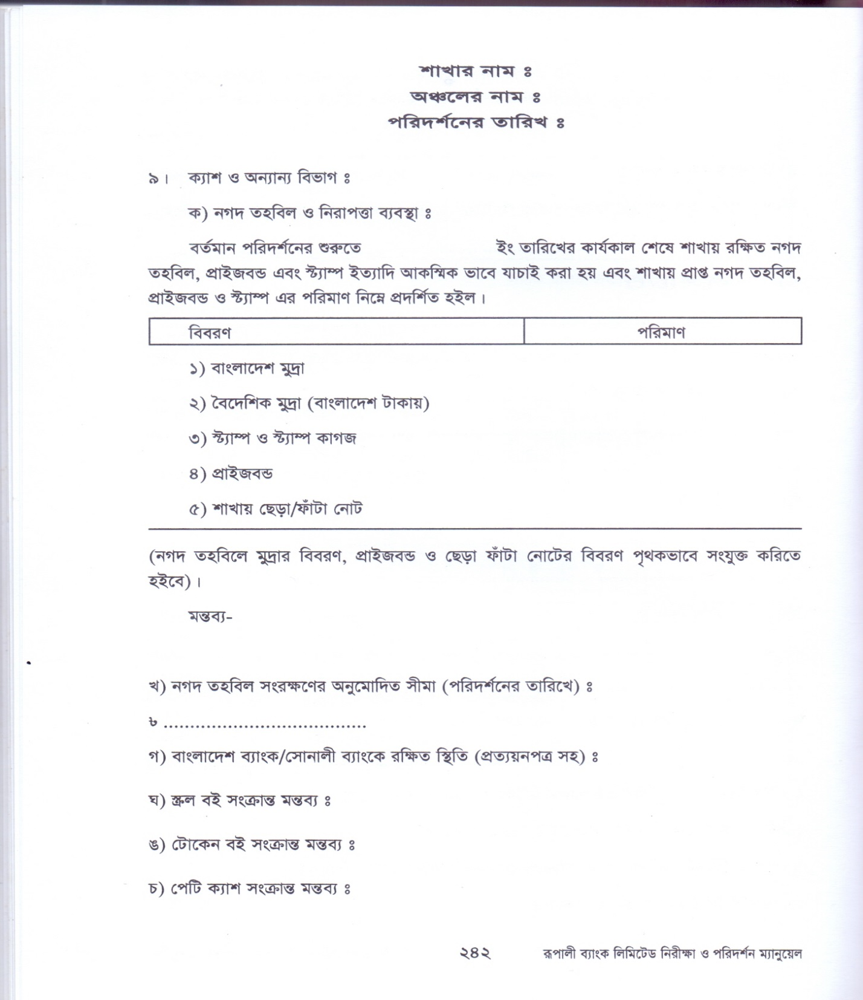 শাখার নাম ঃ
অঞ্চলের নাম ঃ
পরিদর্শনের তারিখ ঃ
৯। ক্যাশ ও অন্যান্য বিভাগ ঃ
ক) নগদ তহবিল ও নিরাপত্তা ব্যবস্থা ঃ
বর্তমান পরিদর্শনের শুরুতে ইং তারিখের কার্যকাল শেষে শাখায় রক্ষিত নগদ
তহবিল, প্রাইজবন্ড এবং স্ট্যাম্প ইত্যাদি আকস্মিক ভাবে যাচাই করা হয় এবং শাখায় প্রাপ্ত নগদ তহবিল,
প্রাইজবন্ড ও স্ট্যাম্প এর পরিমাণ নিম্নে প্রদর্শিত হইল।
বিবরণ পরিমাণ
১) বাংলাদেশ মুদ্রা
২) বৈদেশিক মুদ্রা (বাংলাদেশ টাকায়)
৩) স্ট্যাম্প ও স্ট্যাম্প কাগজ
৪) প্রাইজবন্ড
৫) শাখায় ছেড়া/ফাঁটা নোট
(নগদ তহবিলে মুদ্রার বিবরণ, প্রাইজবন্ড ও ছেড়া ফাঁটা নোটের বিবরণ পৃথকভাবে সংযুক্ত করিতে
হইবে)।
মন্তব্য-
খ) নগদ তহবিল সংরক্ষণের অনুমোদিত সীমা (পরিদর্শনের তারিখে) ঃ
৳ ......................................
গ) বাংলাদেশ ব্যাংক/সোনালী ব্যাংকে রক্ষিত স্থিতি (প্রত্যয়নপত্র সহ) ঃ
ঘ) স্ক্রল বই সংক্রান্ত মন্তব্য ঃ
ঙ) টোকেন বই সংক্রান্ত মন্তব্য ঃ
চ) পেটি ক্যাশ সংক্রান্ত মন্তব্য ঃ
২৪২ রূপালী ব্যাংক লিমিটেড নিরীক্ষা ও পরিদর্শন ম্যানুয়েল